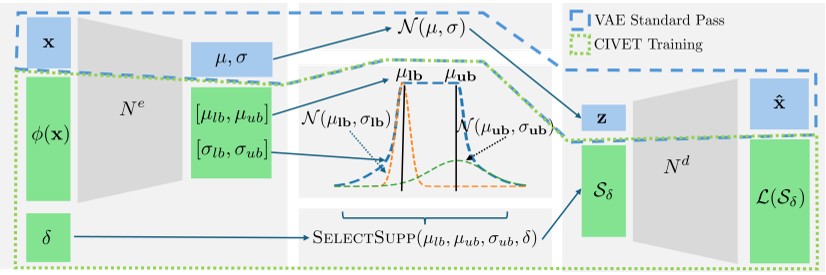 x
μ, σ
N^e
φ(x)
[μ_lb, μ_ub]
[σ_lb, σ_ub]
δ
𝒩(μ, σ)
μ_lb μ_ub
𝒩(μ_lb, σ_lb)
𝒩(μ_ub, σ_ub)
SELECTSUPP(μ_lb, μ_ub, σ_ub, δ)
VAE Standard Pass
CIVET Training
z
x̂
N^d
𝒮_δ
ℒ(𝒮_δ)